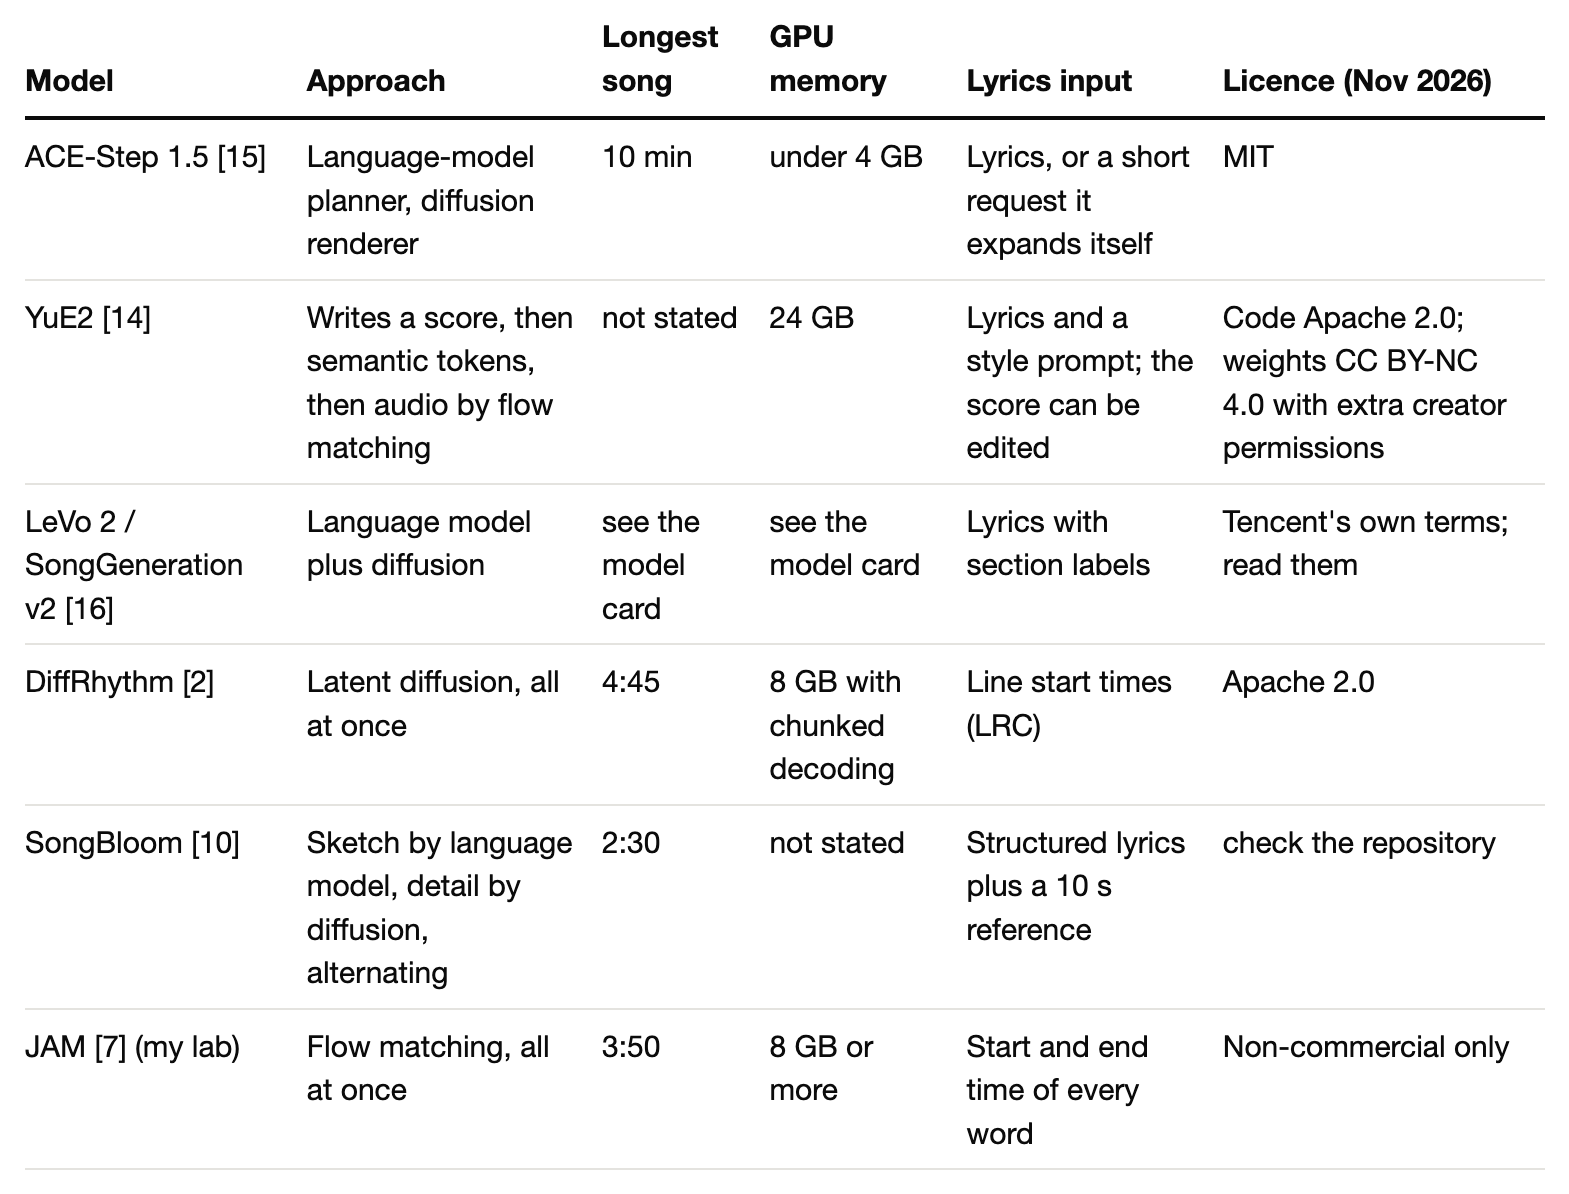 Model
Approach
Longest song
GPU memory
Lyrics input
Licence (Nov 2026)
ACE-Step 1.5 [15]
Language-model
planner, diffusion
renderer
10 min
under 4 GB
Lyrics, or a short
request it
expands itself
MIT
YuE2 [14]
Writes a score, then
semantic tokens,
then audio by flow
matching
not stated
24 GB
Lyrics and a
style prompt; the
score can be
edited
Code Apache 2.0;
weights CC BY-NC
4.0 with extra creator
permissions
LeVo 2 /
SongGeneration
v2 [16]
Language model
plus diffusion
see the
model
card
see the
model card
Lyrics with
section labels
Tencent's own terms;
read them
DiffRhythm [2]
Latent diffusion, all
at once
4:45
8 GB with
chunked
decoding
Line start times
(LRC)
Apache 2.0
SongBloom [10]
Sketch by language
model, detail by
diffusion,
alternating
2:30
not stated
Structured lyrics
plus a 10 s
reference
check the repository
JAM [7] (my lab)
Flow matching, all
at once
3:50
8 GB or
more
Start and end
time of every
word
Non-commercial only